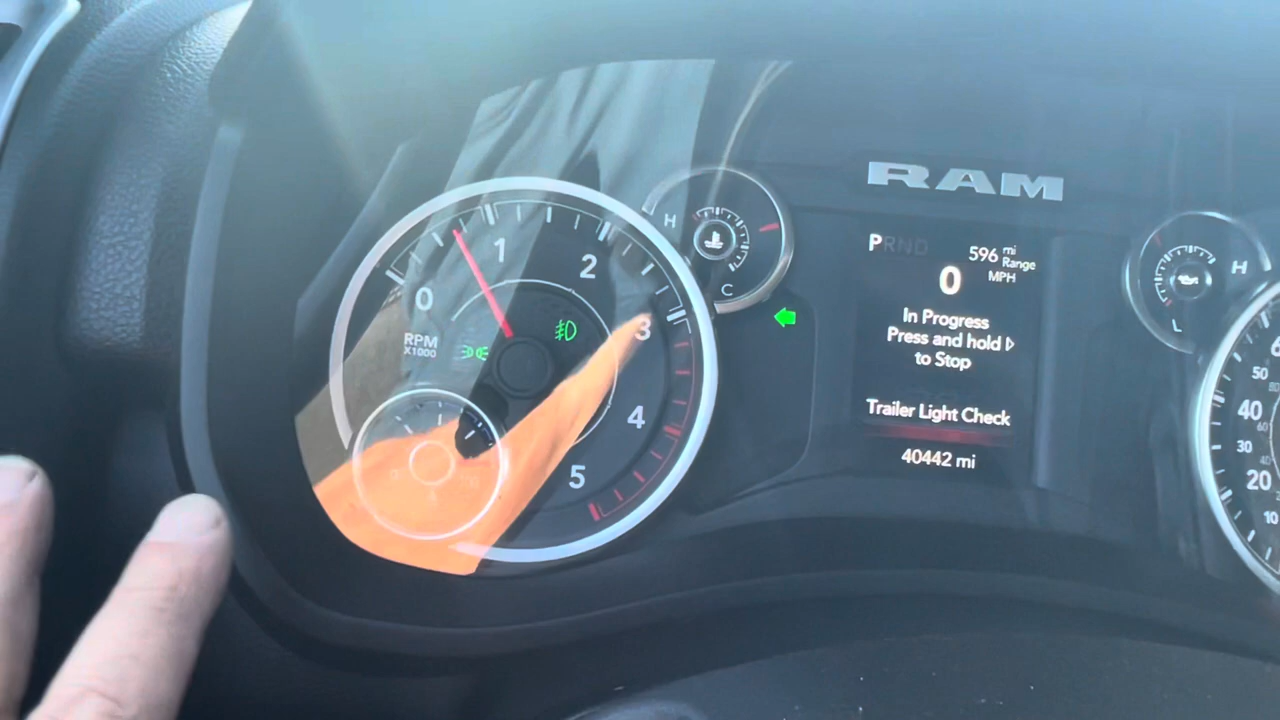 RAM
H
C
0
1
2
3
4
5
RPM
X1000
PRND
596 mi Range
0 MPH
In Progress
Press and hold ▷
to Stop
Trailer Light Check
40442 mi
H
L
50
40
30
20
10